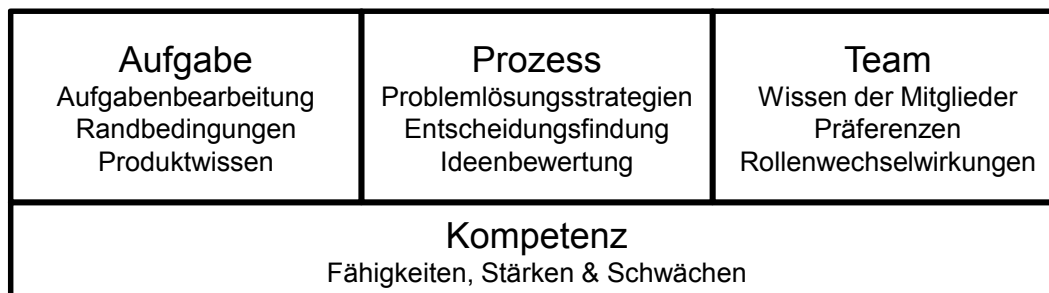 Aufgabe
Aufgabenbearbeitung
Randbedingungen
Produktwissen
Prozess
Problemlösungsstrategien
Entscheidungsfindung
Ideenbewertung
Team
Wissen der Mitglieder
Präferenzen
Rollenwechselwirkungen
Kompetenz
Fähigkeiten, Stärken & Schwächen